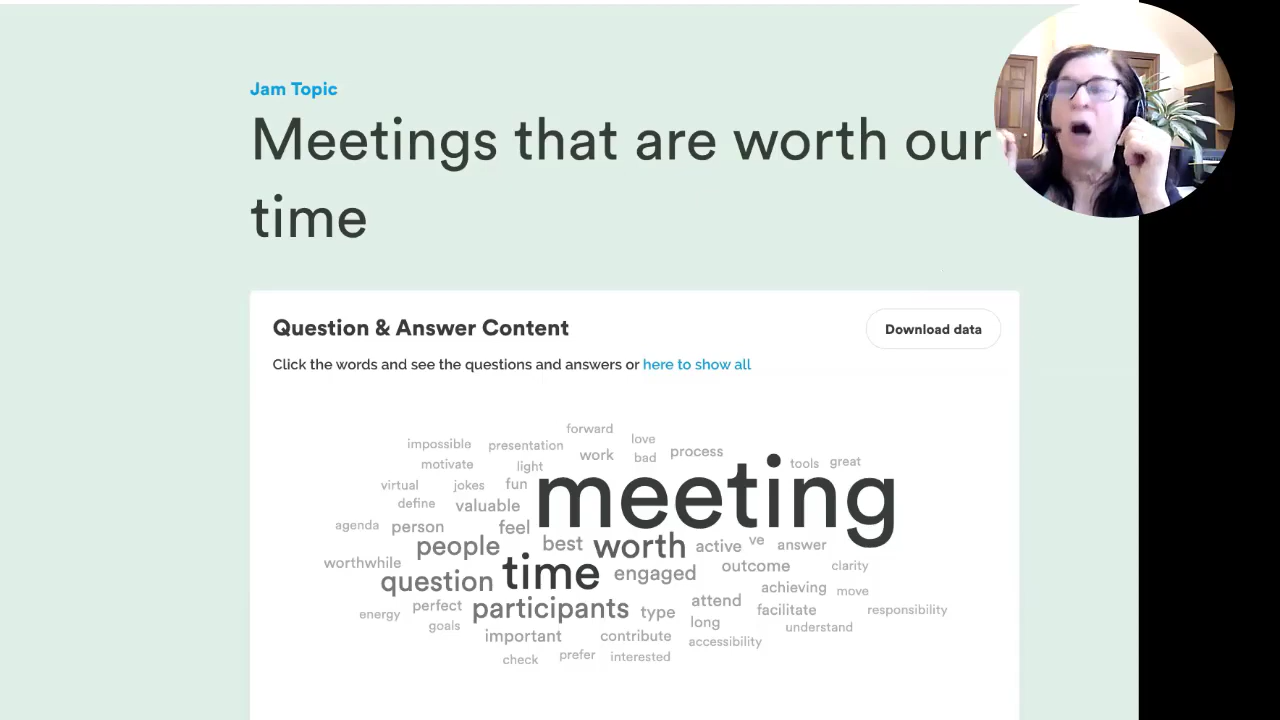 Jam Topic
Meetings that are worth our
time
Question & Answer Content
Download data
Click the words and see the questions and answers or here to show all
forward
impossible presentation love
work bad process
motivate light tools great
virtual jokes fun meeting
define valuable
agenda person feel
people best worth active ve answer
worthwhile time engaged outcome clarity
question achieving move
energy perfect participants type attend facilitate responsibility
goals long understand
important contribute accessibility
check prefer interested